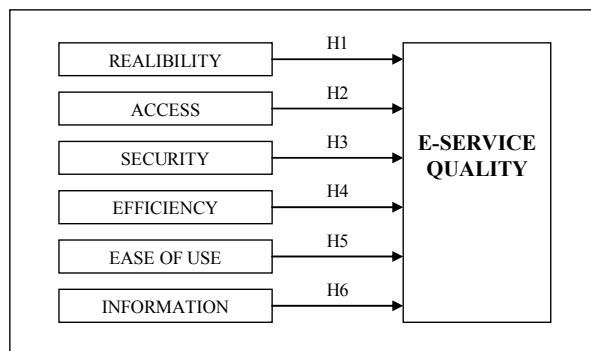 REALIBILITY
H1
ACCESS
H2
SECURITY
H3
EFFICIENCY
H4
EASE OF USE
H5
INFORMATION
H6
E-SERVICE
QUALITY